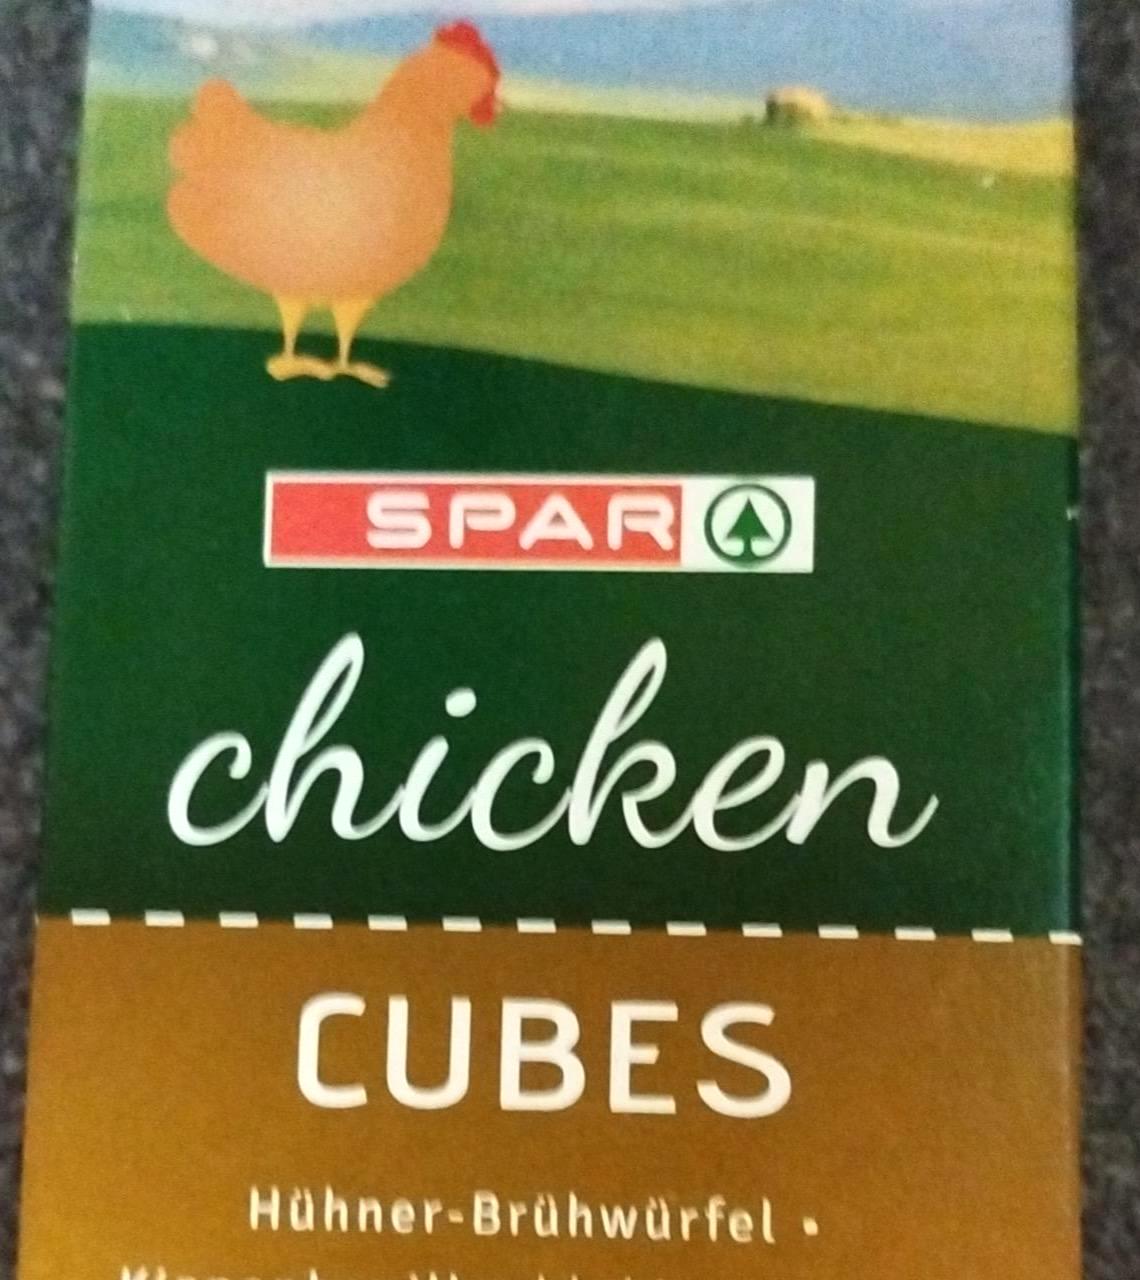 SPAR
chicken
CUBES
Hühner-Brühwürfel •